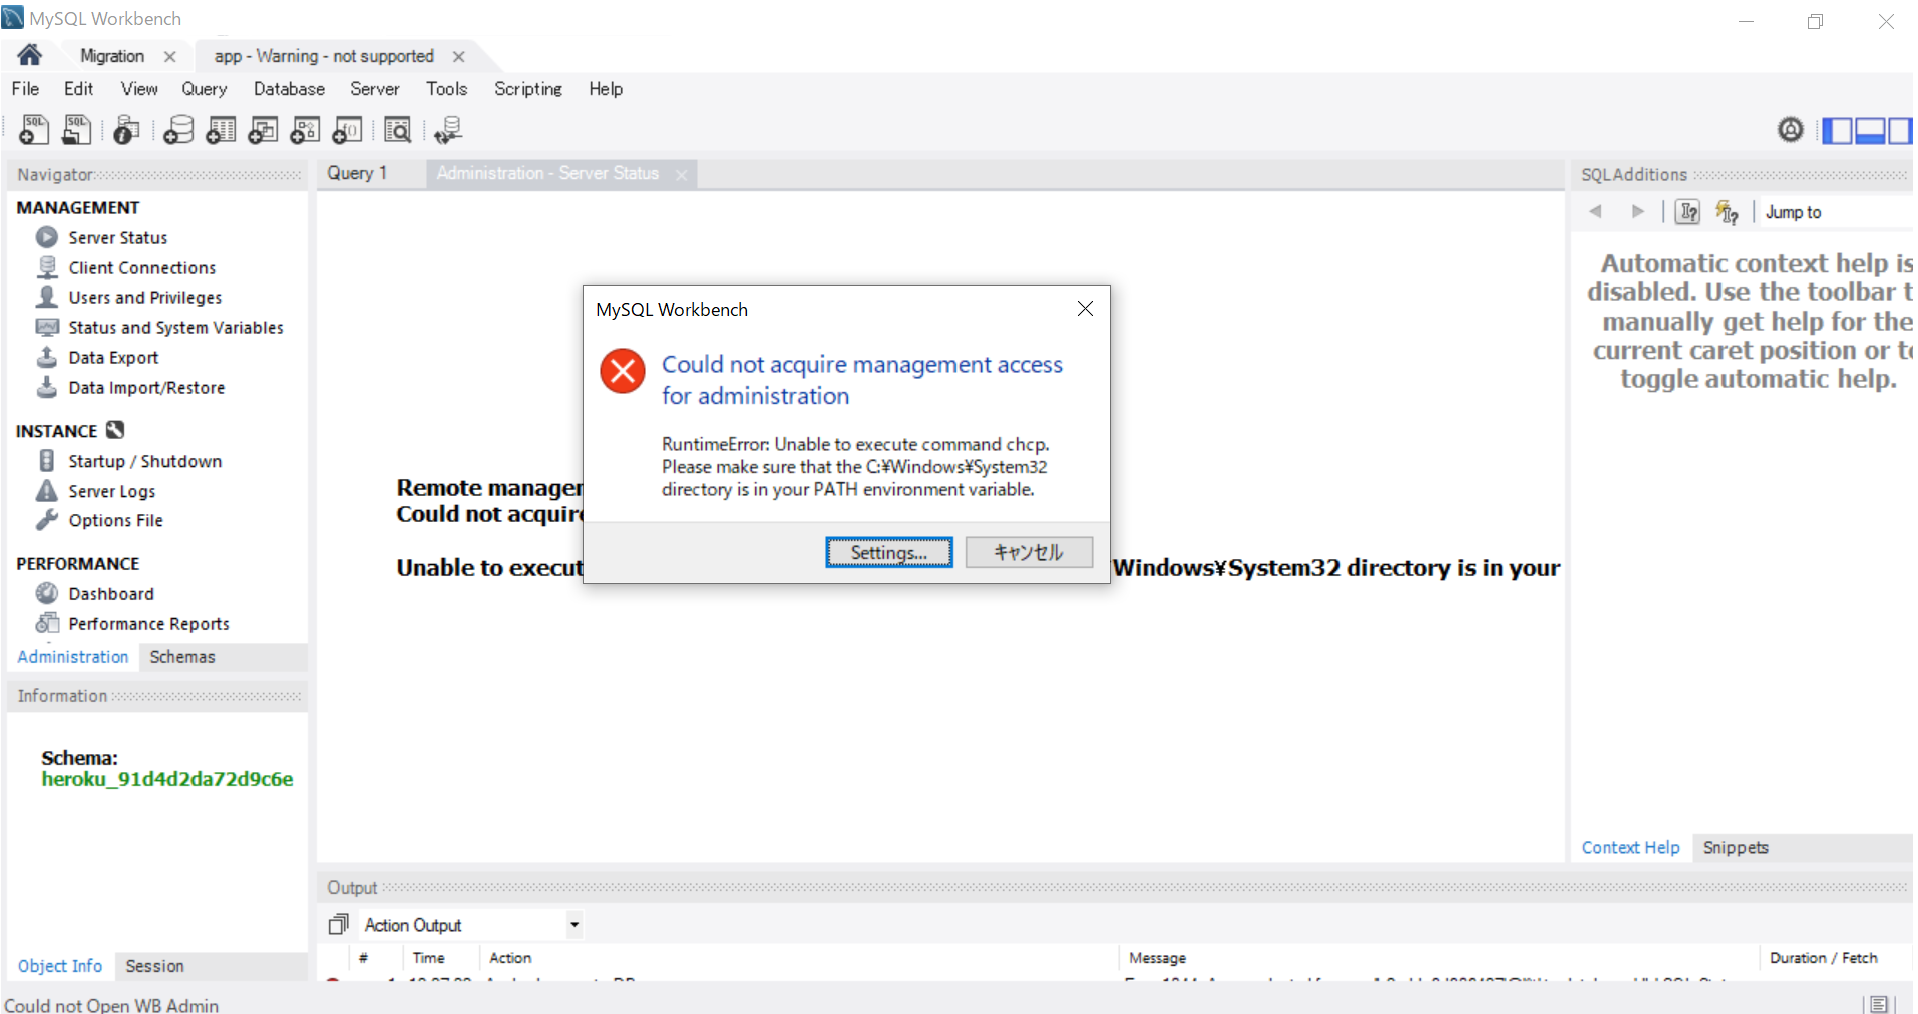 MySQL Workbench
Migration
app - Warning - not supported
File Edit View Query Database Server Tools Scripting Help
Navigator
MANAGEMENT
Server Status
Client Connections
Users and Privileges
Status and System Variables
Data Export
Data Import/Restore
INSTANCE
Startup / Shutdown
Server Logs
Options File
PERFORMANCE
Dashboard
Performance Reports
Administration Schemas
Information
Schema:
heroku_91d4d2da72d9c6e
Object Info Session
Query 1
Administration - Server Status
Remote
Could not
Unable to
Windows¥System32 directory is in your
MySQL Workbench
Could not acquire management access
for administration
RuntimeError: Unable to execute command chcp.
Please make sure that the C:¥Windows¥System32
directory is in your PATH environment variable.
Settings... キャンセル
SQLAdditions
Jump to
Automatic context help is
disabled. Use the toolbar
manually get help for the
current caret position or
toggle automatic help.
Context Help Snippets
Output
Action Output
# Time Action Message Duration / Fetch
Could not Open WB Admin